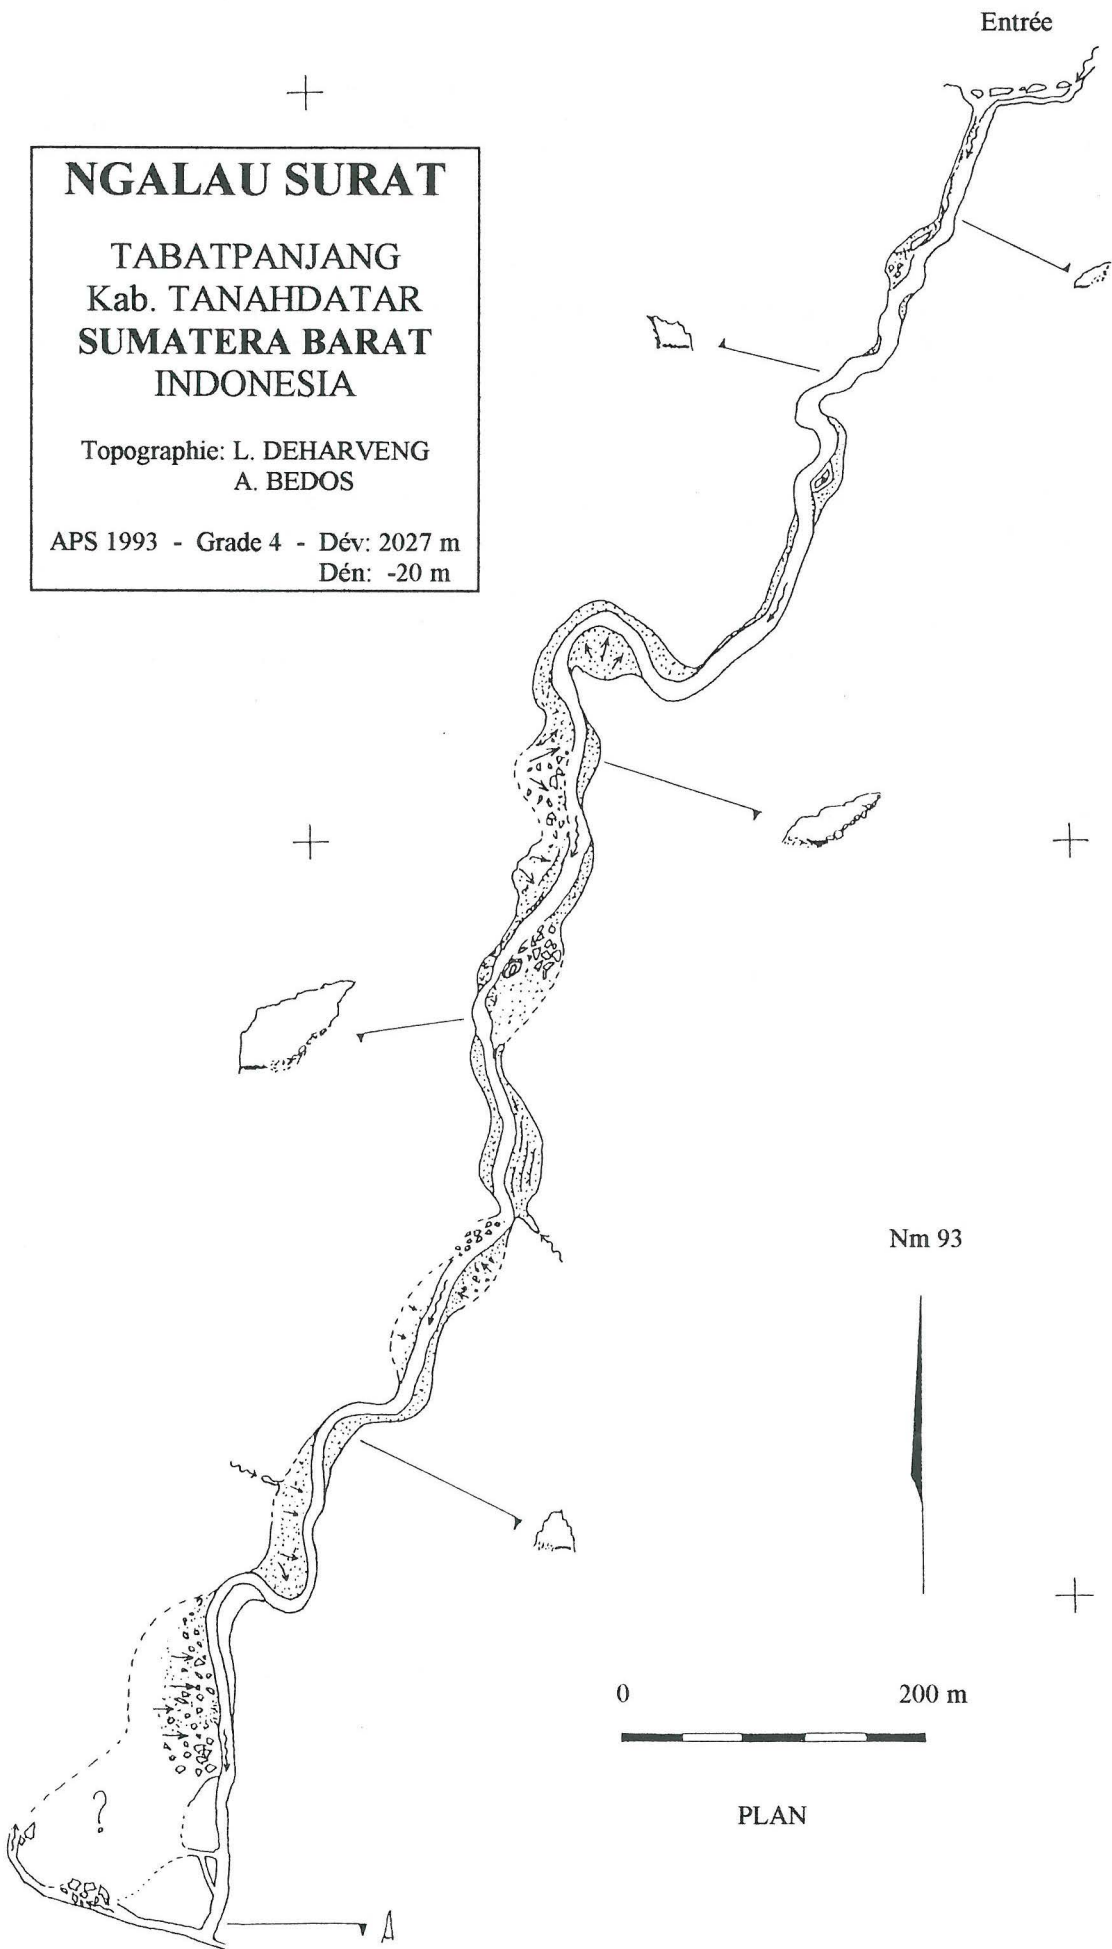 Entrée
NGALAU SURAT
TABATPANJANG
Kab. TANAHDATAR
SUMATERA BARAT
INDONESIA
Topographie: L. DEHARVENG
A. BEDOS
APS 1993 - Grade 4 - Dév: 2027 m
Dén: -20 m
Nm 93
0 200 m
PLAN
?